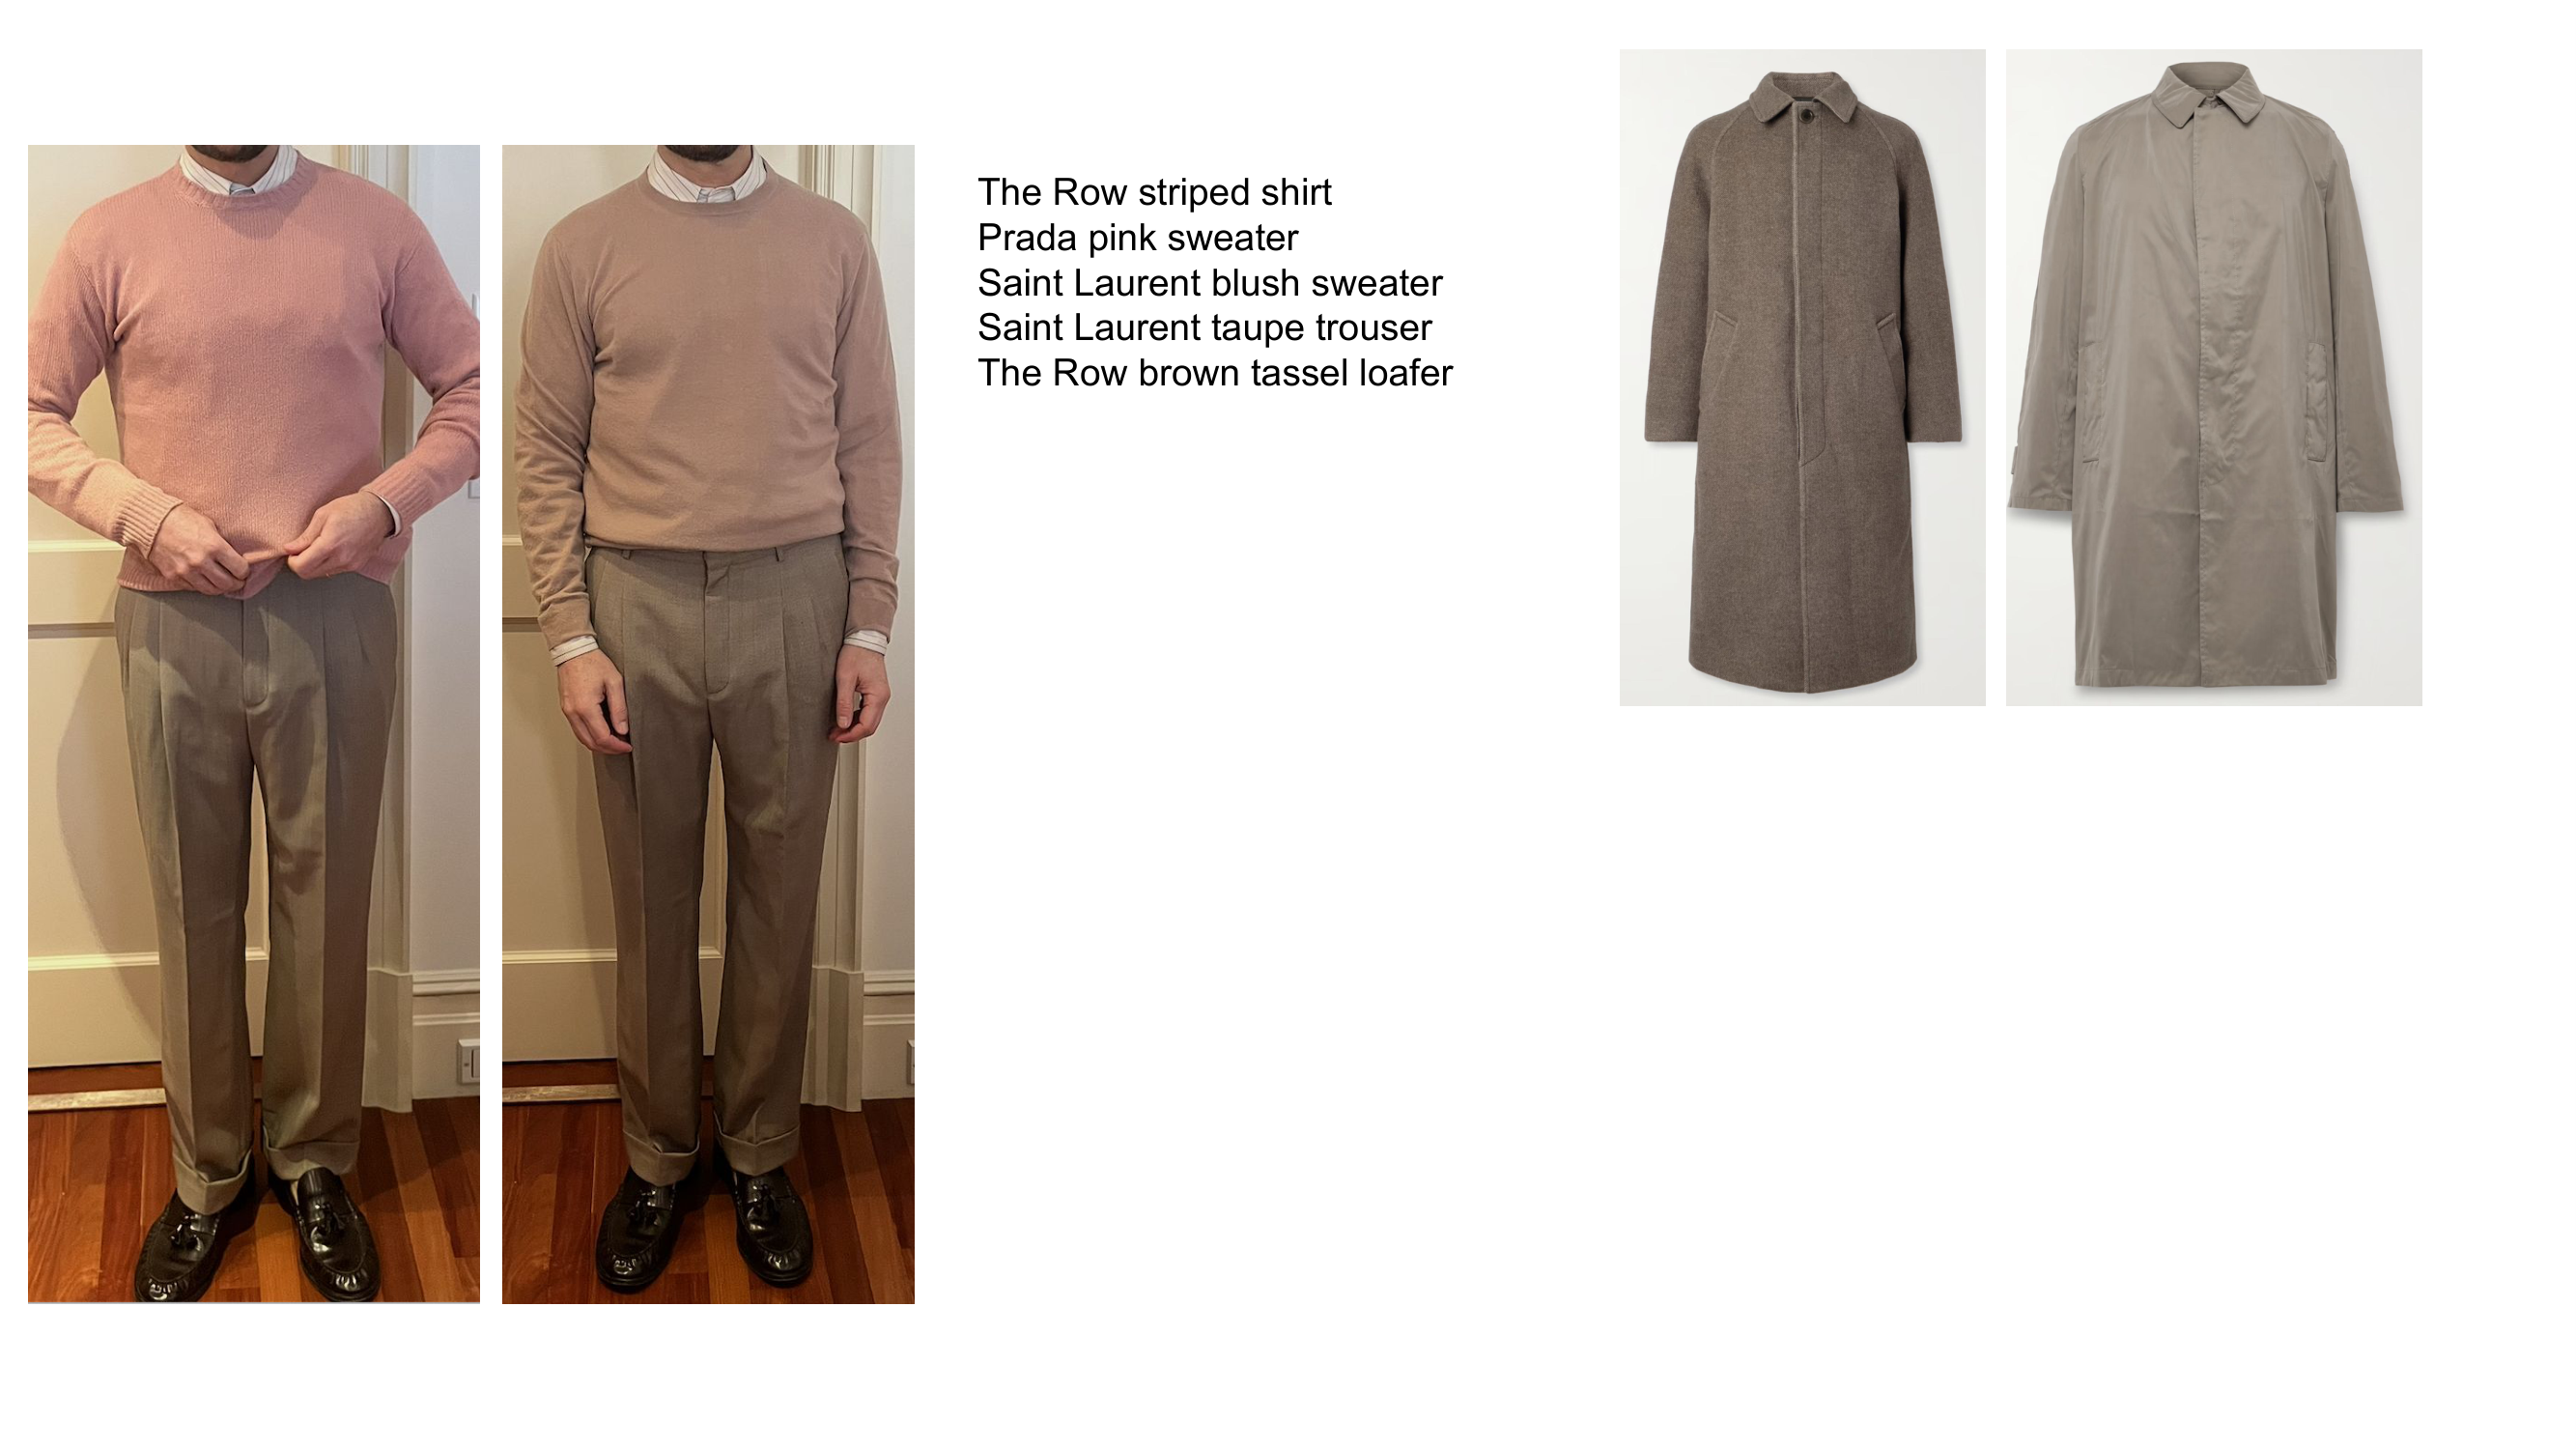 The Row striped shirt
Prada pink sweater
Saint Laurent blush sweater
Saint Laurent taupe trouser
The Row brown tassel loafer